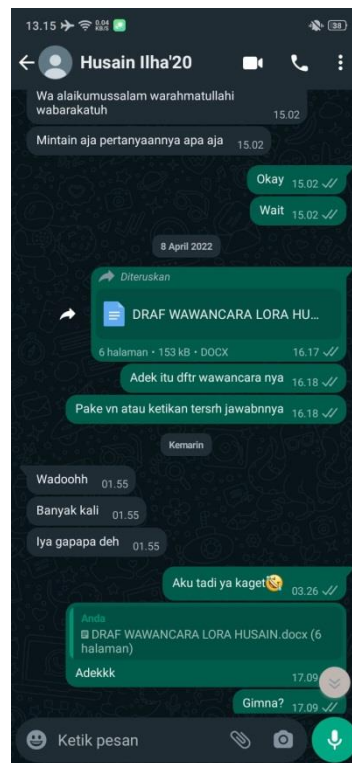 13.15
0,04
KB/S
38
Husain Ilha'20
Wa alaikumussalam warahmatullahi
wabarakatuh
15.02
Mintain aja pertanyaannya apa aja 15.02
Okay 15.02
Wait 15.02
8 April 2022
Diteruskan
DRAF WAWANCARA LORA HU...
6 halaman • 153 kB • DOCX 16.17
Adek itu dftr wawancara nya 16.18
Pake vn atau ketikan tersrh jawabnnya 16.18
Kemarin
Wadoohh 01.55
Banyak kali 01.55
Iya gapapa deh 01.55
Aku tadi ya kaget🤣 03.26
Anda
DRAF WAWANCARA LORA HUSAIN.docx (6
halaman)
Adekkk 17.09
Gimna? 17.09
Ketik pesan